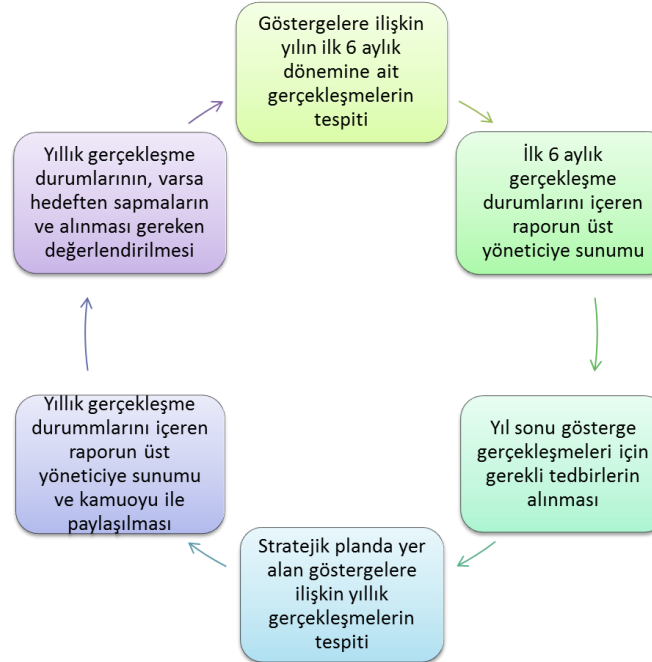 Göstergelere ilişkin
yılın ilk 6 aylık
dönemine ait
gerçekleşmelerin
tespiti
İlk 6 aylık
gerçekleşme
durumlarını içeren
raporun üst
yöneticiye sunumu
Yıl sonu gösterge
gerçekleşmeleri için
gerekli tedbirlerin
alınması
Stratejik planda yer
alan göstergelere
ilişkin yıllık
gerçekleşmelerin
tespiti
Yıllık gerçekleşme
durummlarını içeren
raporun üst
yöneticiye sunumu
ve kamuoyu ile
paylaşılması
Yıllık gerçekleşme
durumlarının, varsa
hedeften sapmaların
ve alınması gereken
değerlendirilmesi